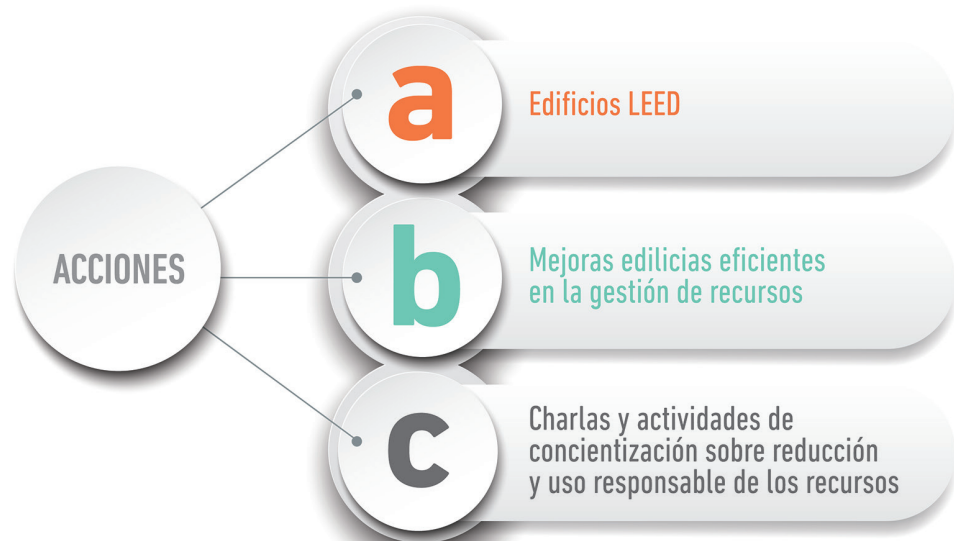 ACCIONES
a
Edificios LEED
b
Mejoras edilicias eficientes
en la gestión de recursos
c
Charlas y actividades de
concientización sobre reducción
y uso responsable de los recursos